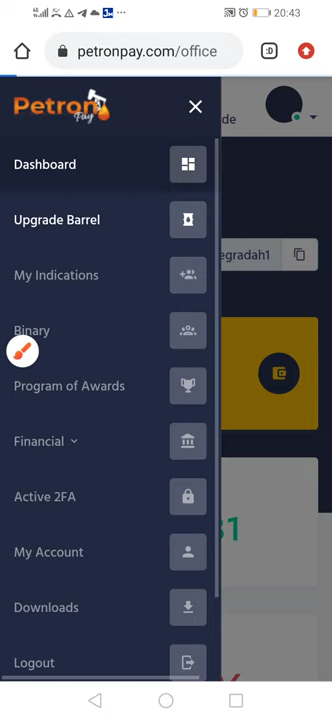 20:43
petronpay.com/office
:D
Petron
Pay
de
Dashboard
Upgrade Barrel
egradah1
My Indications
Binary
Program of Awards
Financial
Active 2FA
My Account
Downloads
Logout